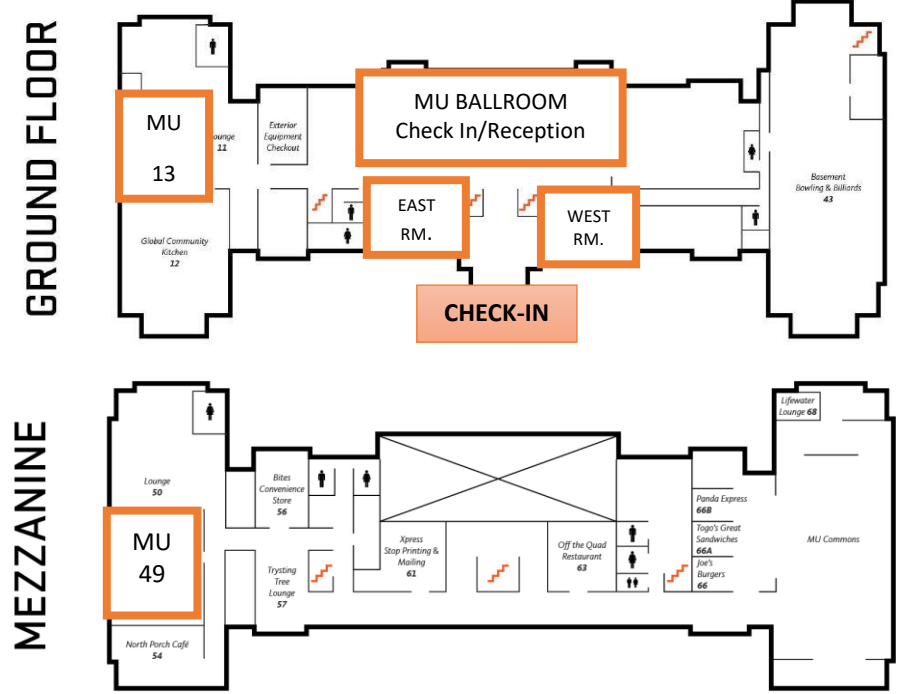 GROUND FLOOR
MU
13
ounge
11
Exterior
Equipment
Checkout
MU BALLROOM
Check In/Reception
EAST
RM.
WEST
RM.
Basement
Bowling & Billiards
43
Global Community
Kitchen
12
CHECK-IN
MEZZANINE
Lounge
50
MU
49
North Porch Café
54
Bites
Convenience
Store
56
Trysting
Tree
Lounge
57
Xpress
Stop Printing &
Mailing
61
Off the Quad
Restaurant
63
Panda Express
66B
Togo's Great
Sandwiches
66A
Joe's
Burgers
66
Lifewater
Lounge 68
MU Commons